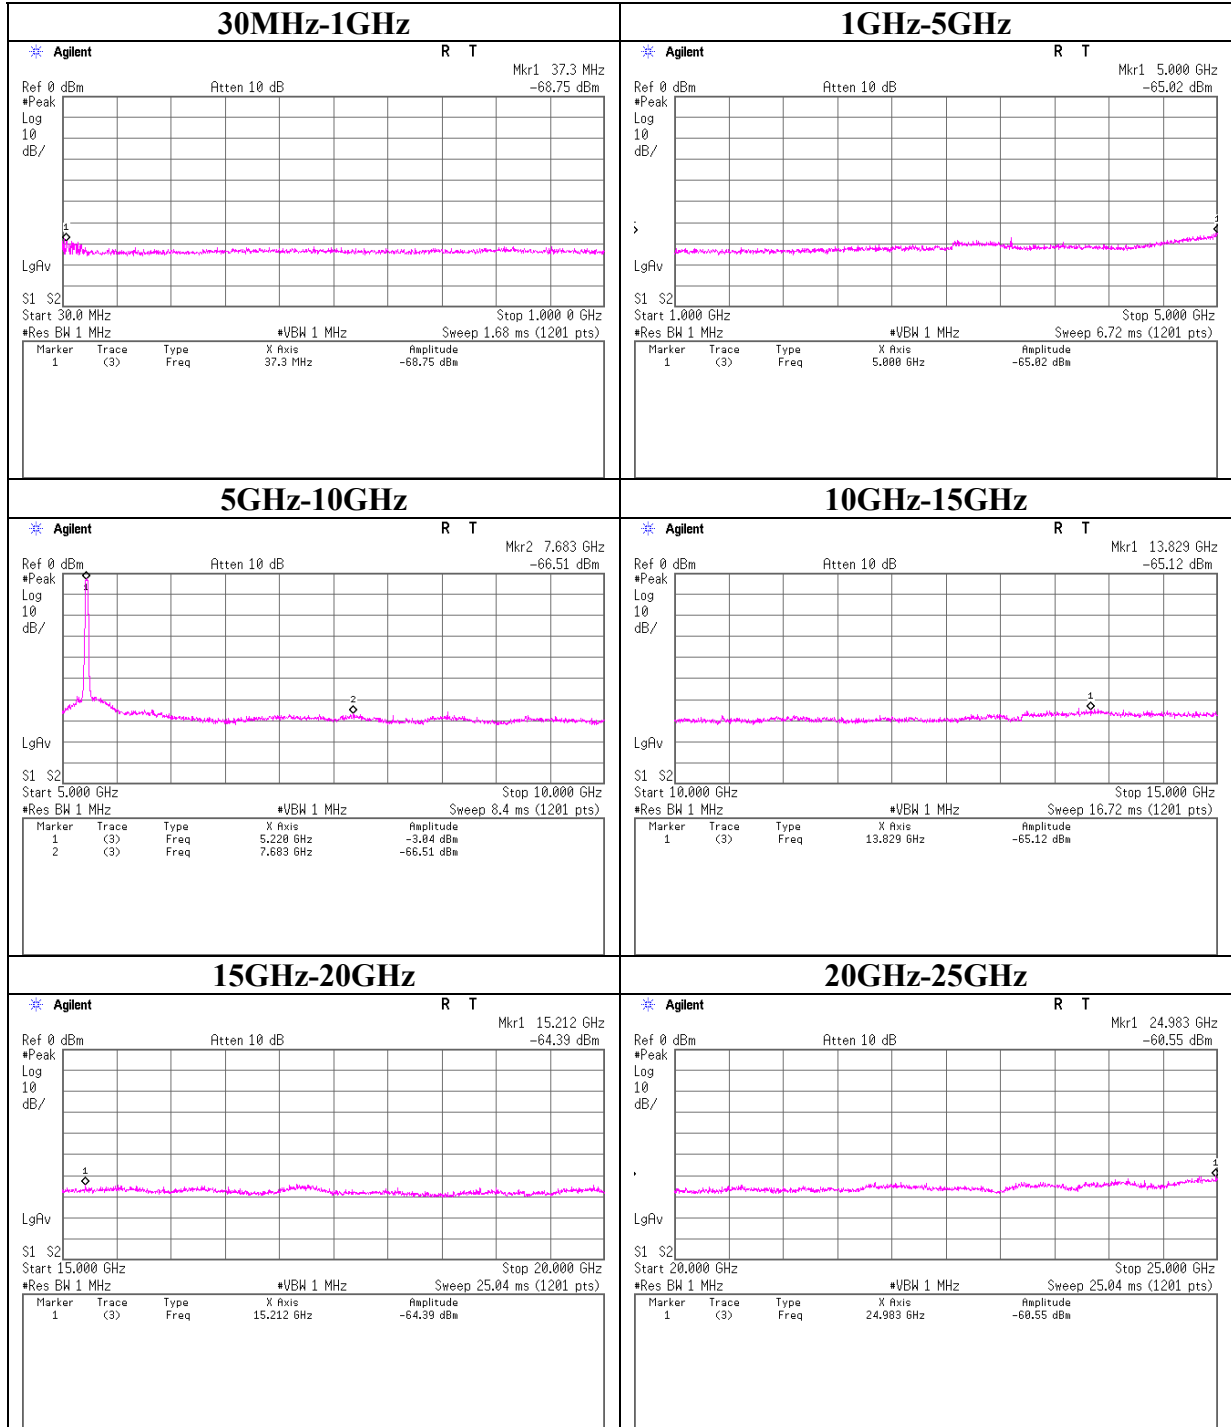 30MHz-1GHz
Agilent
R T
Mkr1 37.3 MHz
Ref 0 dBm
Atten 10 dB
-68.75 dBm
#Peak
Log
10
dB/
1
LgAv
S1 S2
Start 30.0 MHz
Stop 1.000 0 GHz
#Res BW 1 MHz
#VBW 1 MHz
Sweep 1.68 ms (1201 pts)
Marker Trace Type X Axis Amplitude
1 (3) Freq 37.3 MHz -68.75 dBm
1GHz-5GHz
Agilent
R T
Mkr1 5.000 GHz
Ref 0 dBm
Atten 10 dB
-65.02 dBm
#Peak
Log
10
dB/
LgAv
S1 S2
Start 1.000 GHz
Stop 5.000 GHz
#Res BW 1 MHz
#VBW 1 MHz
Sweep 6.72 ms (1201 pts)
Marker Trace Type X Axis Amplitude
1 (3) Freq 5.000 GHz -65.02 dBm
5GHz-10GHz
Agilent
R T
Mkr2 7.683 GHz
Ref 0 dBm
Atten 10 dB
-66.51 dBm
#Peak
1
Log
10
dB/
2
LgAv
S1 S2
Start 5.000 GHz
Stop 10.000 GHz
#Res BW 1 MHz
#VBW 1 MHz
Sweep 8.4 ms (1201 pts)
Marker Trace Type X Axis Amplitude
1 (3) Freq 5.220 GHz -3.04 dBm
2 (3) Freq 7.683 GHz -66.51 dBm
10GHz-15GHz
Agilent
R T
Mkr1 13.829 GHz
Ref 0 dBm
Atten 10 dB
-65.12 dBm
#Peak
Log
10
dB/
1
LgAv
S1 S2
Start 10.000 GHz
Stop 15.000 GHz
#Res BW 1 MHz
#VBW 1 MHz
Sweep 16.72 ms (1201 pts)
Marker Trace Type X Axis Amplitude
1 (3) Freq 13.829 GHz -65.12 dBm
15GHz-20GHz
Agilent
R T
Mkr1 15.212 GHz
Ref 0 dBm
Atten 10 dB
-64.39 dBm
#Peak
Log
10
dB/
1
LgAv
S1 S2
Start 15.000 GHz
Stop 20.000 GHz
#Res BW 1 MHz
#VBW 1 MHz
Sweep 25.04 ms (1201 pts)
Marker Trace Type X Axis Amplitude
1 (3) Freq 15.212 GHz -64.39 dBm
20GHz-25GHz
Agilent
R T
Mkr1 24.983 GHz
Ref 0 dBm
Atten 10 dB
-60.55 dBm
#Peak
Log
10
dB/
1
LgAv
S1 S2
Start 20.000 GHz
Stop 25.000 GHz
#Res BW 1 MHz
#VBW 1 MHz
Sweep 25.04 ms (1201 pts)
Marker Trace Type X Axis Amplitude
1 (3) Freq 24.983 GHz -60.55 dBm